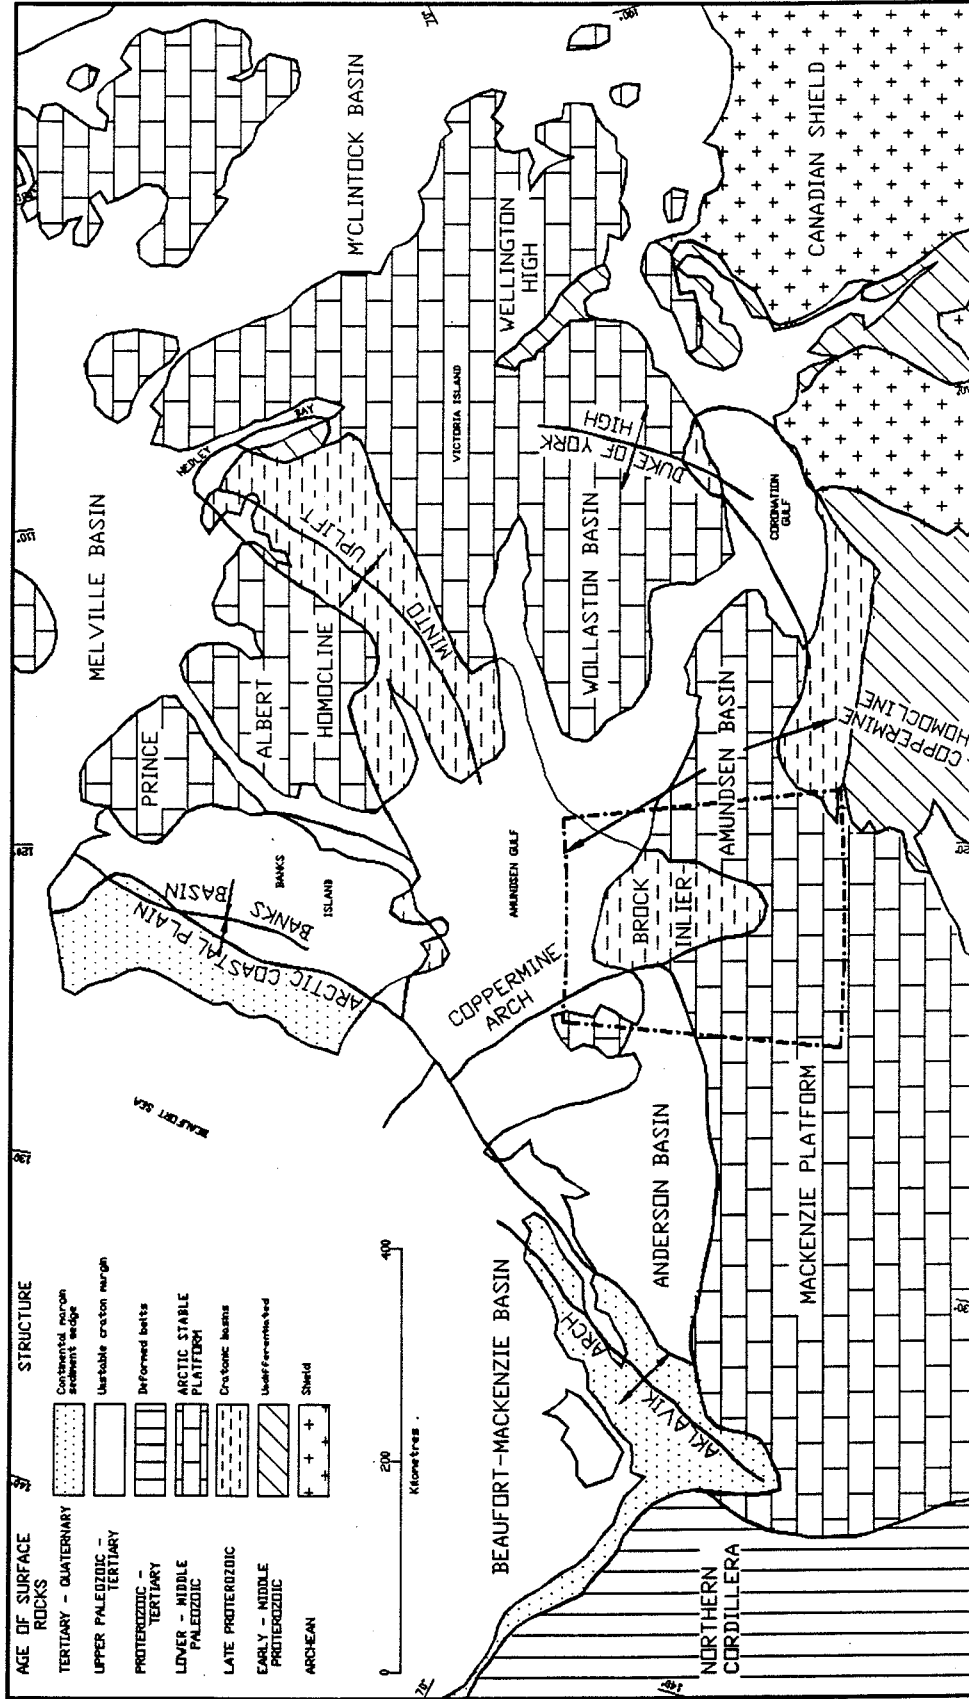 AGE OF SURFACE
ROCKS
STRUCTURE
TERTIARY - QUATERNARY
Continental margin
sediment wedge
UPPER PALEOZOIC -
TERTIARY
Unstable craton margin
PROTEROZOIC -
TERTIARY
Deformed belts
LOWER - MIDDLE
PALEOZOIC
ARCTIC STABLE
PLATFORM
LATE PROTEROZOIC
Cratonic basins
EARLY - MIDDLE
PROTEROZOIC
Undifferentiated
ARCHEAN
Shield
0
200
400
Kilometres
BEAUFORT SEA
ARCTIC COASTAL PLAIN
BANKS
BASIN
BANKS
ISLAND
PRINCE
ALBERT
HOMOCLINE
MELVILLE BASIN
HEDLEY
BAY
MINTO
UPLIFT
M'CLINTOCK BASIN
VICTORIA ISLAND
WELLINGTON
HIGH
DUKE OF YORK
HIGH
WOLLASTON BASIN
CORONATION
GULF
CANADIAN SHIELD
AMUNDSEN GULF
COPPERMINE
ARCH
BROCK
INLIER
AMUNDSEN BASIN
COPPERMINE
HOMOCLINE
BEAUFORT-MACKENZIE BASIN
AKLAVIK
ARCH
ANDERSON BASIN
MACKENZIE PLATFORM
NORTHERN
CORDILLERA
70°